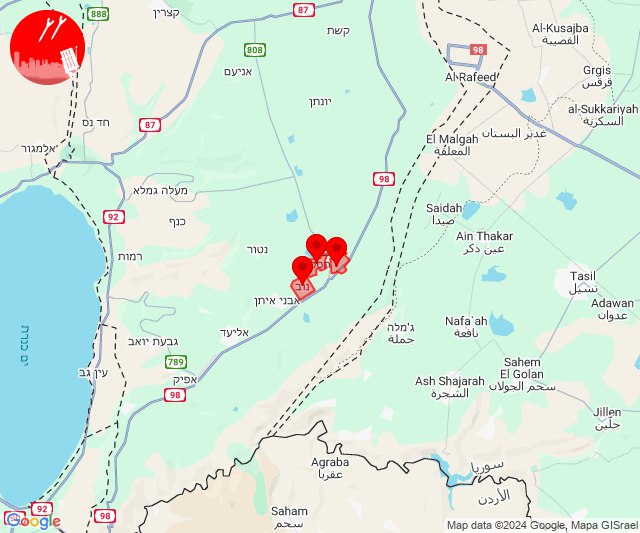 888
קצרין
קשת
87
Al-Kusajba
القصيبة
808
98
Al-Rafeed
אניעם
Grgis
قرقس
יונתן
al-Sukkariyah
السكرية
חד נס
87
אלמגור
El Malgah
المعلقة
غدير البستان
98
מעלה גמלא
92
כנף
Saidah
صيدا
Ain Thakar
عين ذكر
נטור
רמות
Tasil
تسيل
נוב
אבני איתן
Adawan
عدوان
ג'מלה
جملة
Nafa`ah
نافعة
ים כנרת
אליעד
גבעת יואב
789
עין גב
אפיק
98
Sahem
El Golan
سحم الجولان
Ash Shajarah
الشجرة
Jillen
جلين
Agraba
عقربا
سوريا
الأردن
92
98
Saham
سحم
Google
Map data ©2024 Google, Mapa GISrael